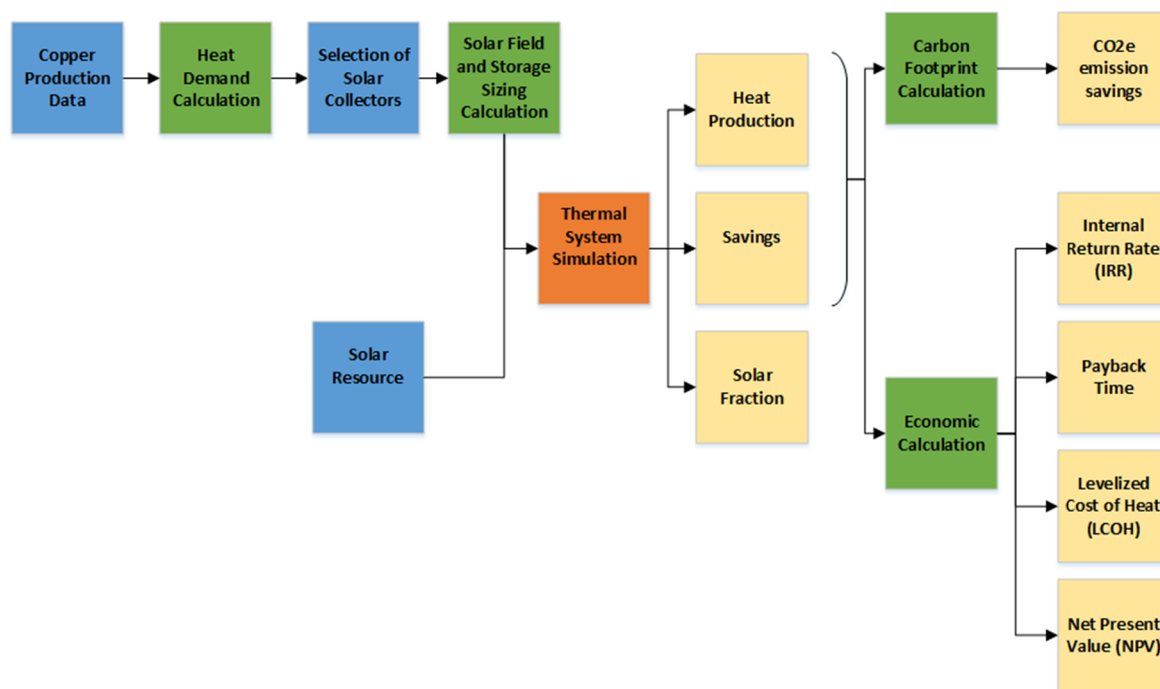 Copper
Production
Data
Heat
Demand
Calculation
Selection of
Solar
Collectors
Solar Field
and Storage
Sizing
Calculation
Solar
Resource
Thermal
System
Simulation
Heat
Production
Savings
Solar
Fraction
Carbon
Footprint
Calculation
CO2e
emission
savings
Economic
Calculation
Internal
Return Rate
(IRR)
Payback
Time
Levelized
Cost of Heat
(LCOH)
Net Present
Value (NPV)